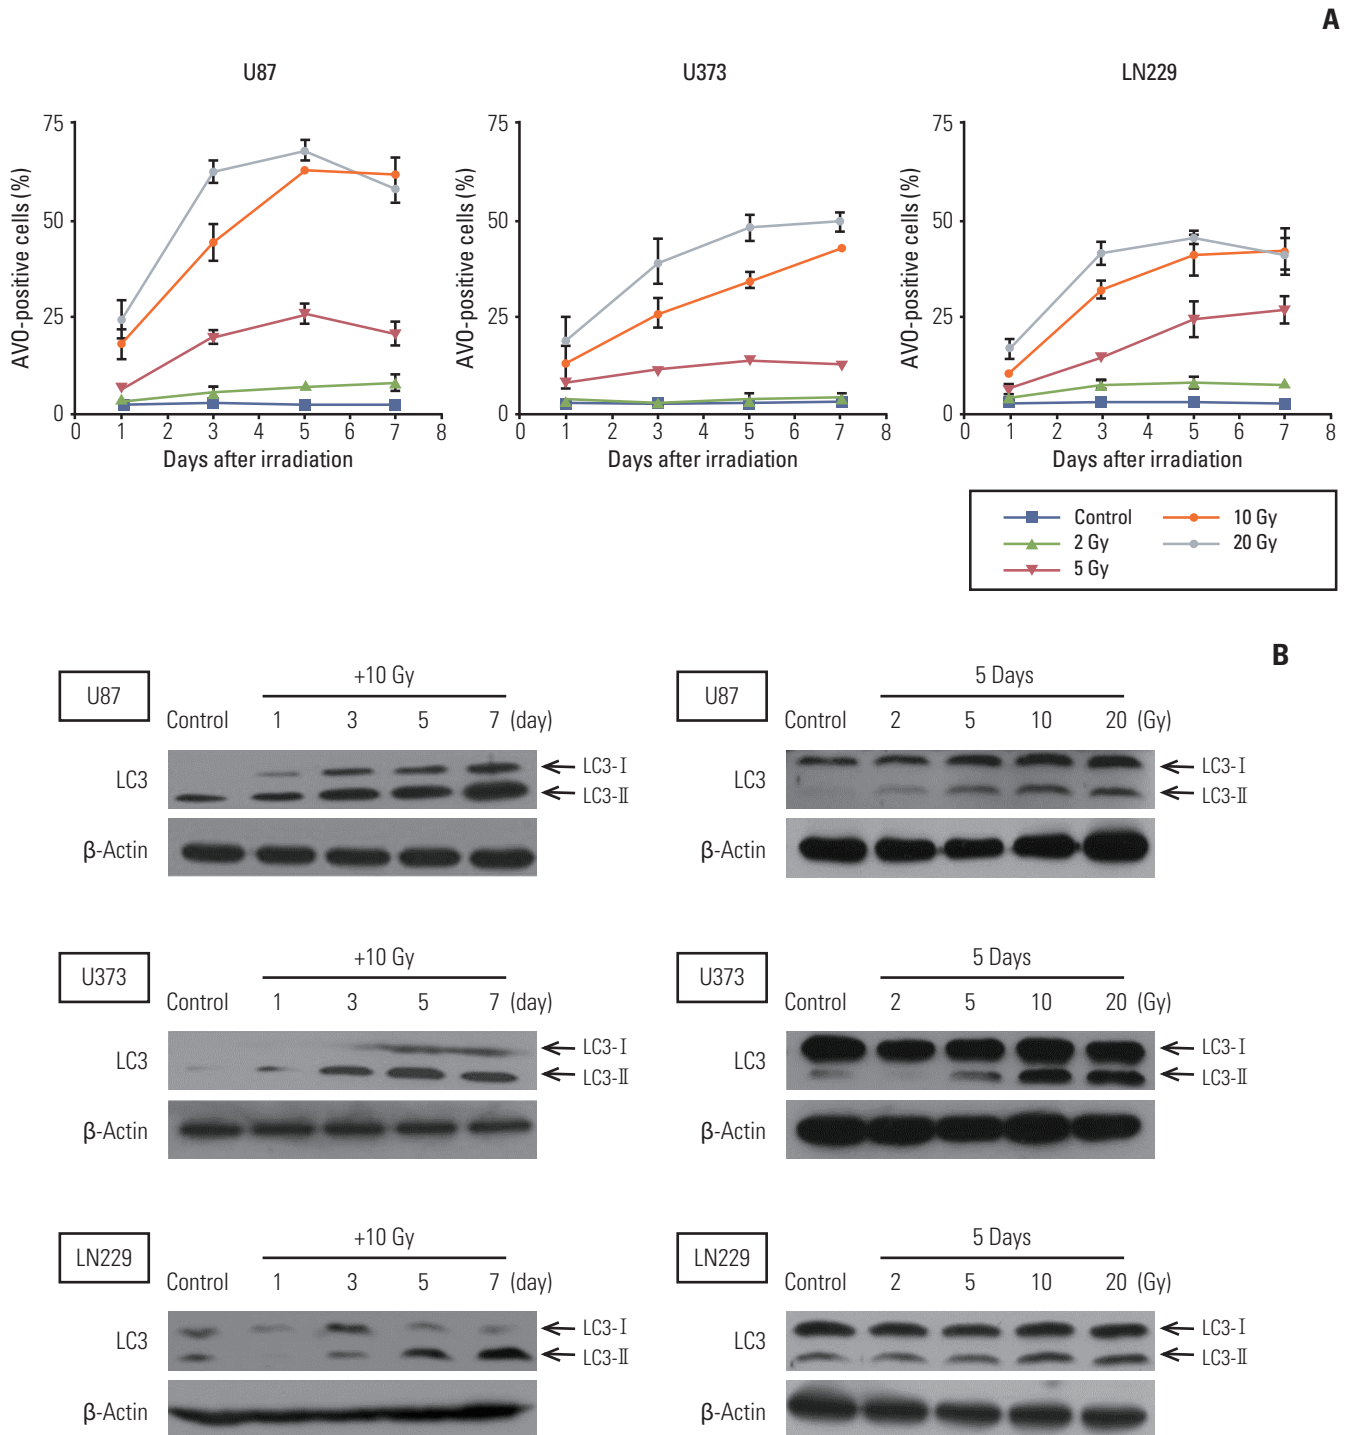 A
U87
U373
LN229
AVO-positive cells (%)
75
50
25
0
0 1 2 3 4 5 6 7 8
Days after irradiation
AVO-positive cells (%)
75
50
25
0
0 1 2 3 4 5 6 7 8
Days after irradiation
AVO-positive cells (%)
75
50
25
0
0 1 2 3 4 5 6 7 8
Days after irradiation
Control
2 Gy
5 Gy
10 Gy
20 Gy
B
U87
+10 Gy
Control 1 3 5 7 (day)
LC3
LC3-I
LC3-II
β-Actin
U87
5 Days
Control 2 5 10 20 (Gy)
LC3
LC3-I
LC3-II
β-Actin
U373
+10 Gy
Control 1 3 5 7 (day)
LC3
LC3-I
LC3-II
β-Actin
U373
5 Days
Control 2 5 10 20 (Gy)
LC3
LC3-I
LC3-II
β-Actin
LN229
+10 Gy
Control 1 3 5 7 (day)
LC3
LC3-I
LC3-II
β-Actin
LN229
5 Days
Control 2 5 10 20 (Gy)
LC3
LC3-I
LC3-II
β-Actin